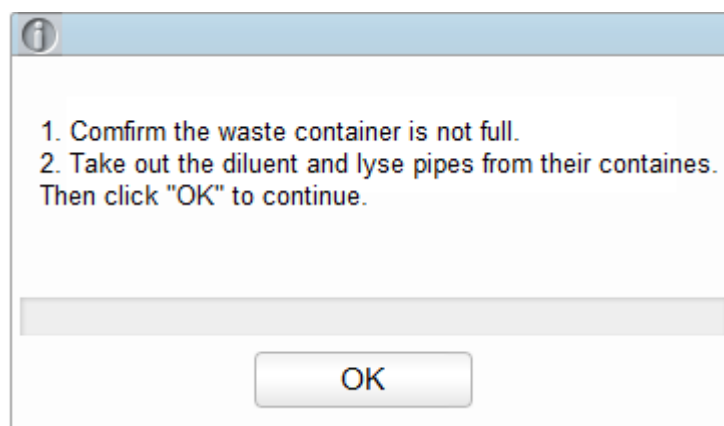 1. Comfirm the waste container is not full.
2. Take out the diluent and lyse pipes from their containes.
Then click "OK" to continue.
OK